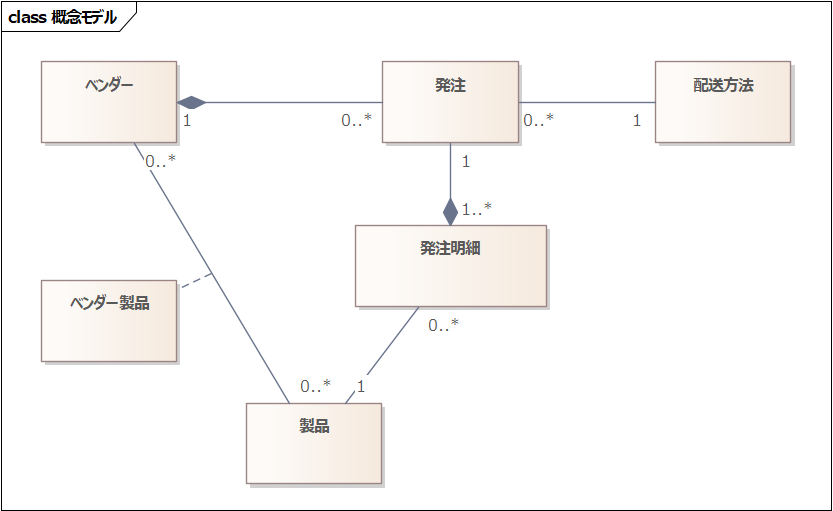 class 概念モデル
ベンダー
発注
配送方法
1
0..*
0..*
1
0..*
1
1..*
発注明細
ベンダー製品
0..*
0..*
1
製品